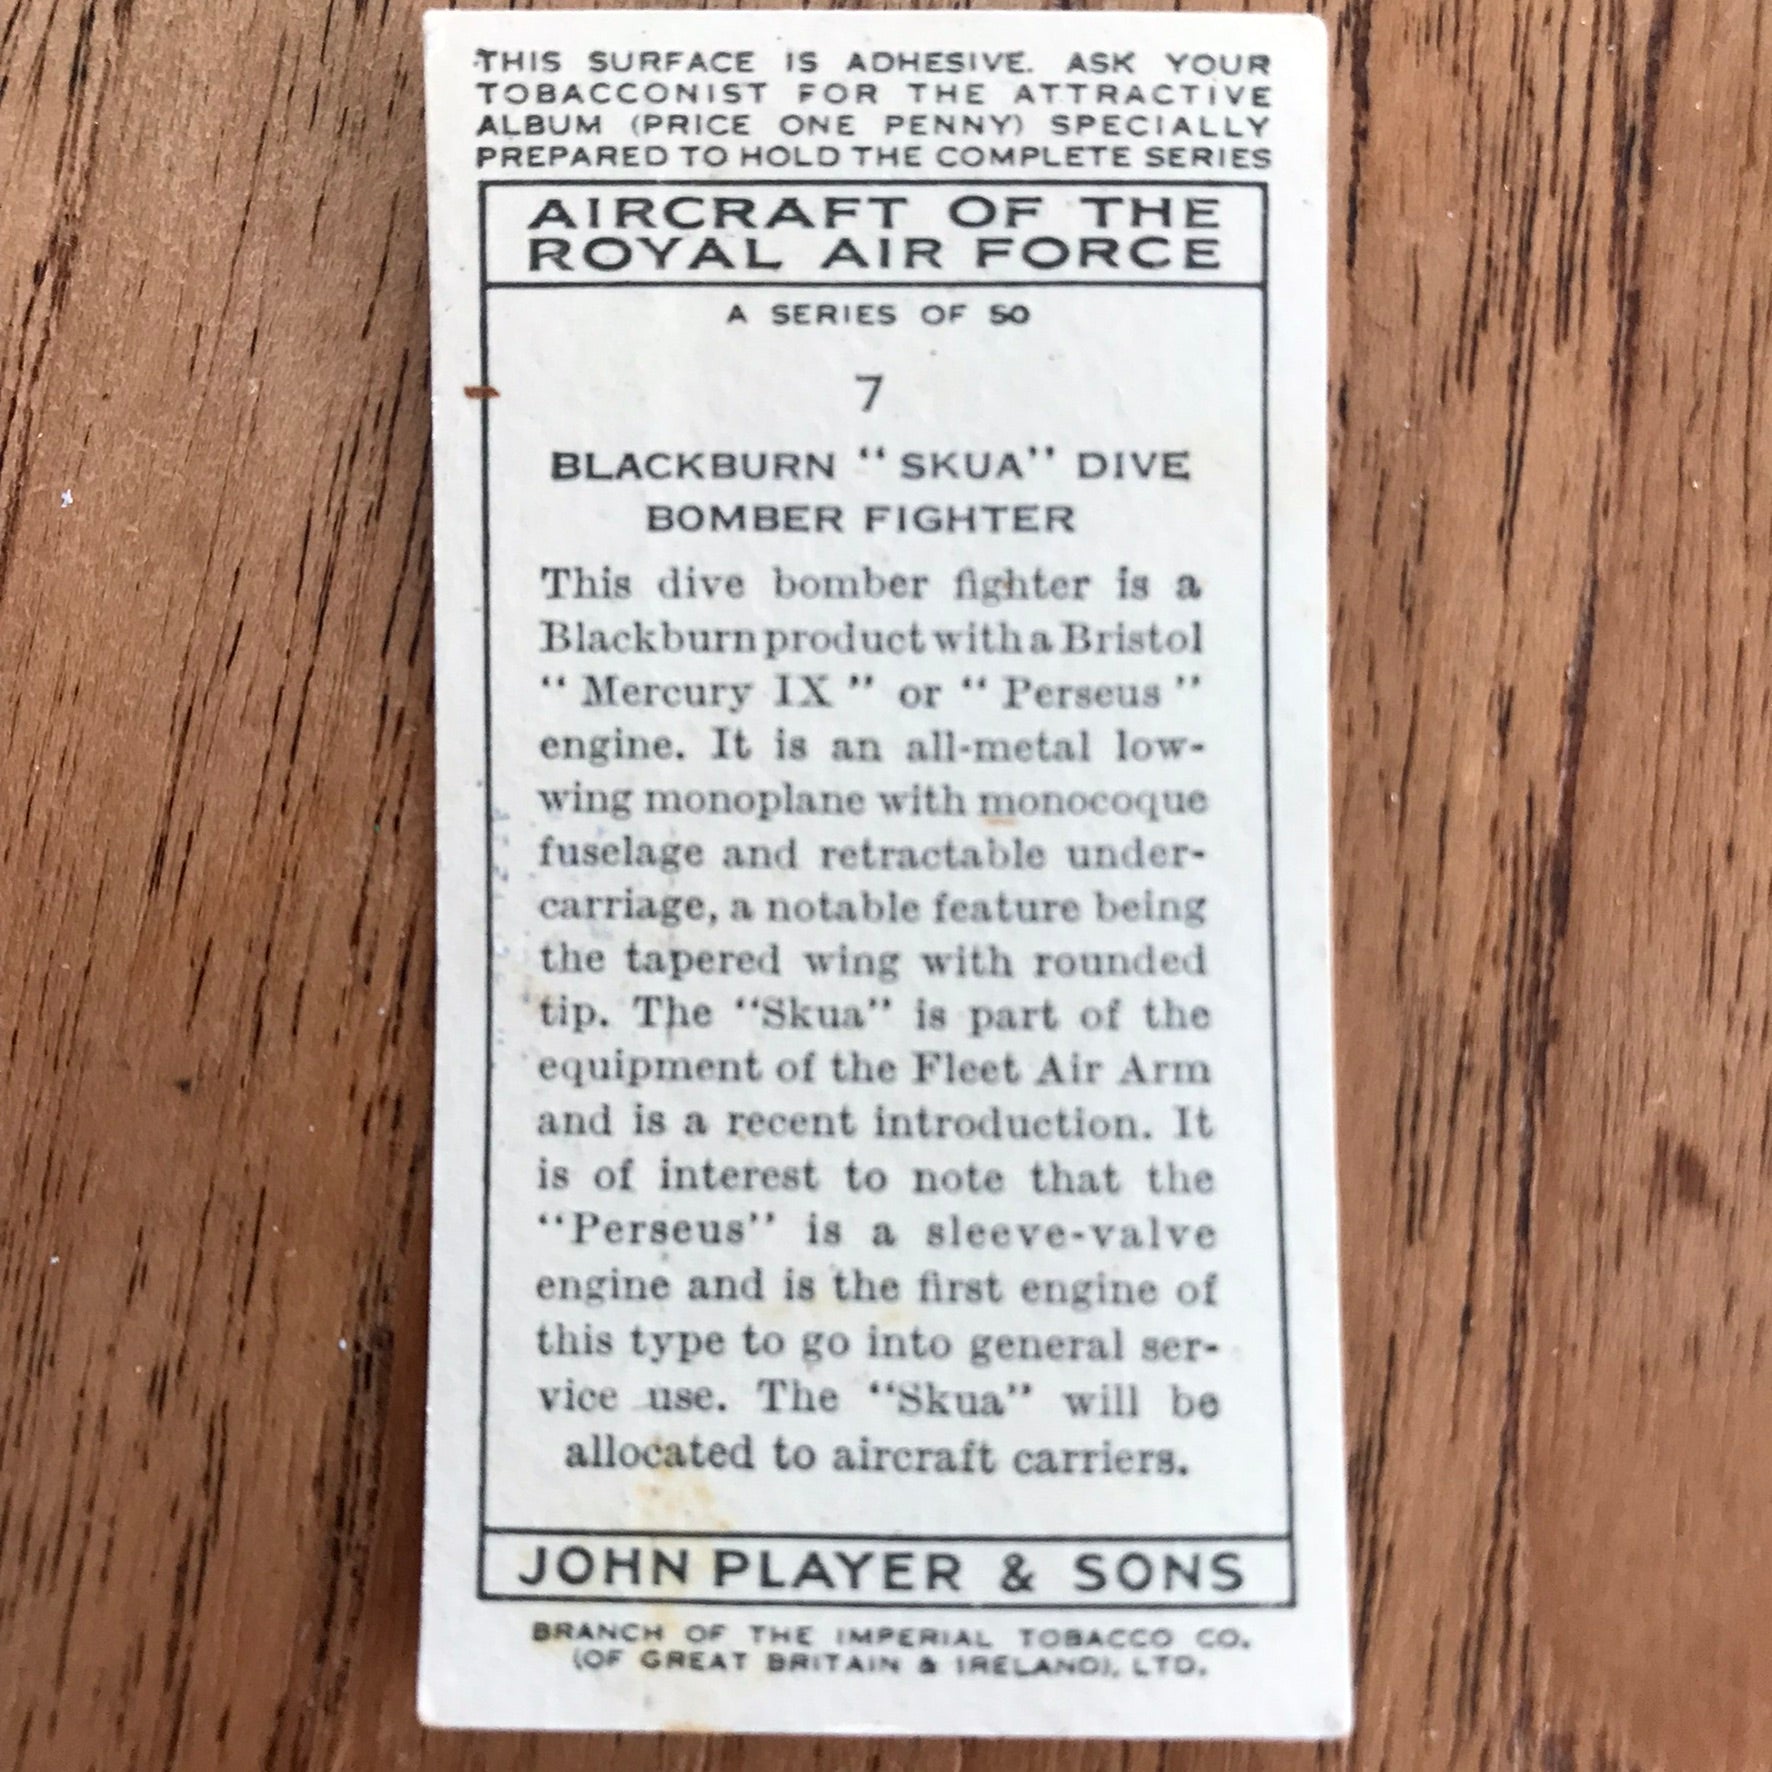 THIS SURFACE IS ADHESIVE. ASK YOUR
TOBACCONIST FOR THE ATTRACTIVE
ALBUM (PRICE ONE PENNY) SPECIALLY
PREPARED TO HOLD THE COMPLETE SERIES
AIRCRAFT OF THE
ROYAL AIR FORCE
A SERIES OF 50
7
BLACKBURN "SKUA" DIVE
BOMBER FIGHTER
This dive bomber fighter is a
Blackburn product with a Bristol
"Mercury IX" or "Perseus"
engine. It is an all-metal low-
wing monoplane with monocoque
fuselage and retractable under-
carriage, a notable feature being
the tapered wing with rounded
tip. The "Skua" is part of the
equipment of the Fleet Air Arm
and is a recent introduction. It
is of interest to note that the
"Perseus" is a sleeve-valve
engine and is the first engine of
this type to go into general ser-
vice use. The "Skua" will be
allocated to aircraft carriers.
JOHN PLAYER & SONS
BRANCH OF THE IMPERIAL TOBACCO CO.
(OF GREAT BRITAIN & IRELAND), LTD.